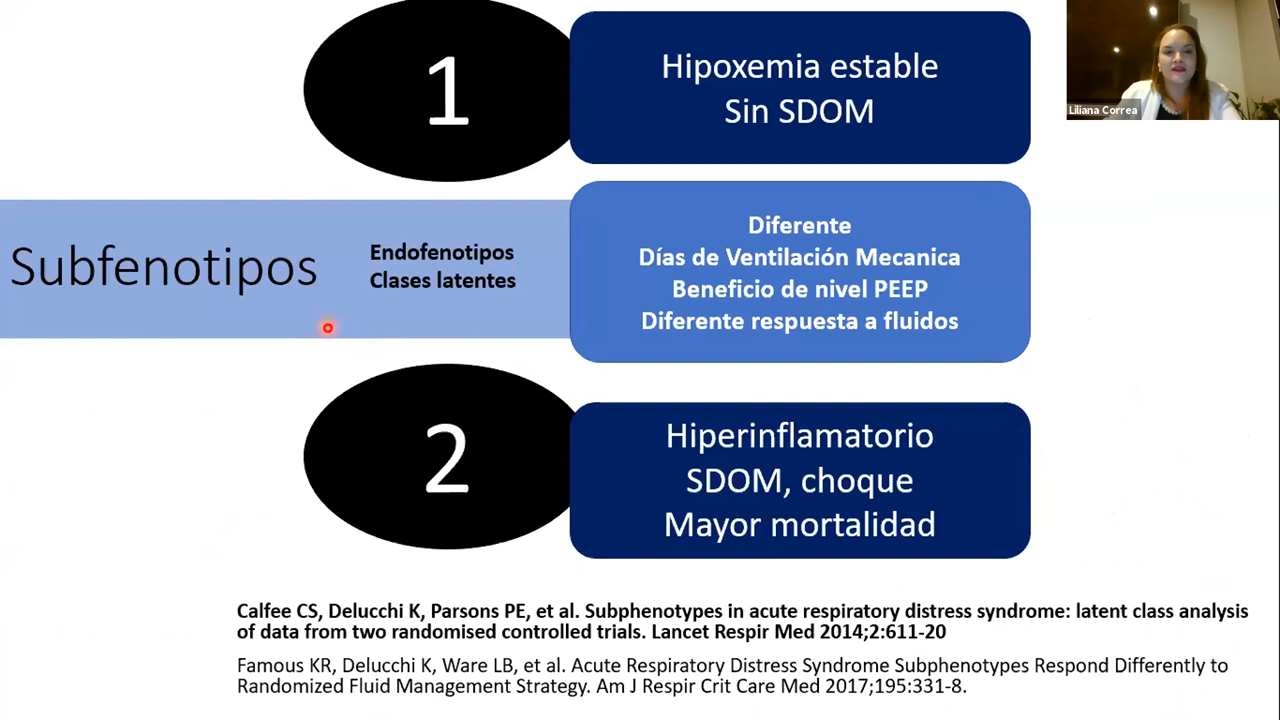 1
Hipoxemia estable
Sin SDOM
Liliana Correa
Subfenotipos
Endofenotipos
Clases latentes
Diferente
Días de Ventilación Mecanica
Beneficio de nivel PEEP
Diferente respuesta a fluidos
2
Hiperinflamatorio
SDOM, choque
Mayor mortalidad
Calfee CS, Delucchi K, Parsons PE, et al. Subphenotypes in acute respiratory distress syndrome: latent class analysis
of data from two randomised controlled trials. Lancet Respir Med 2014;2:611-20
Famous KR, Delucchi K, Ware LB, et al. Acute Respiratory Distress Syndrome Subphenotypes Respond Differently to
Randomized Fluid Management Strategy. Am J Respir Crit Care Med 2017;195:331-8.